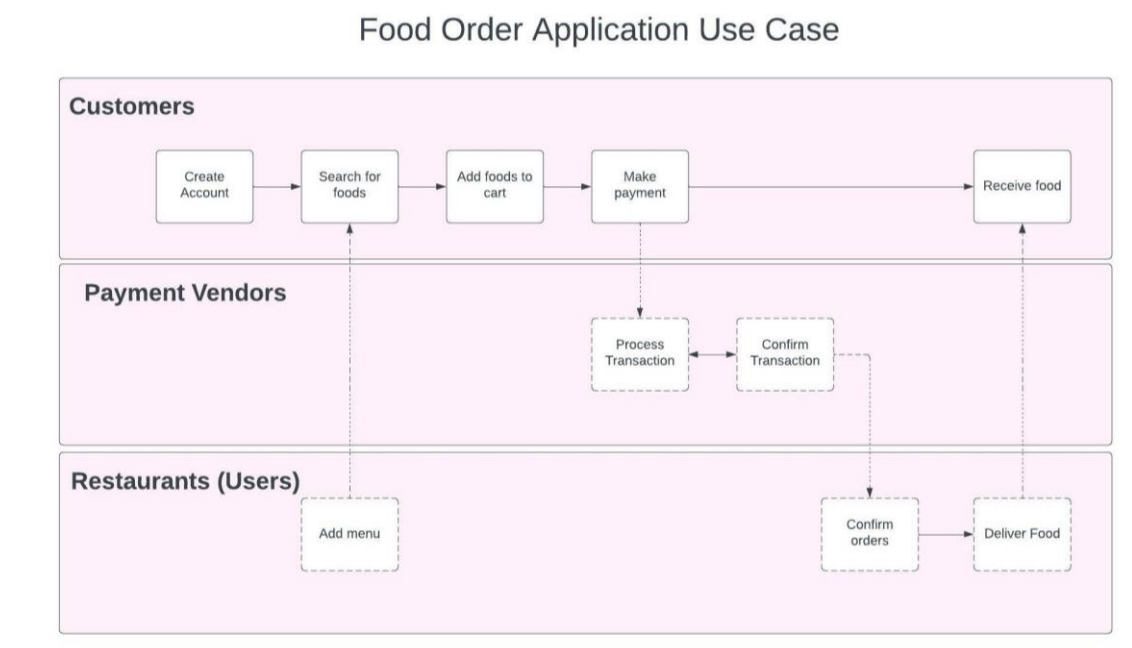 Food Order Application Use Case
Customers
Create
Account
Search for
foods
Add foods to
cart
Make
payment
Receive food
Payment Vendors
Process
Transaction
Confirm
Transaction
Restaurants (Users)
Add menu
Confirm
orders
Deliver Food